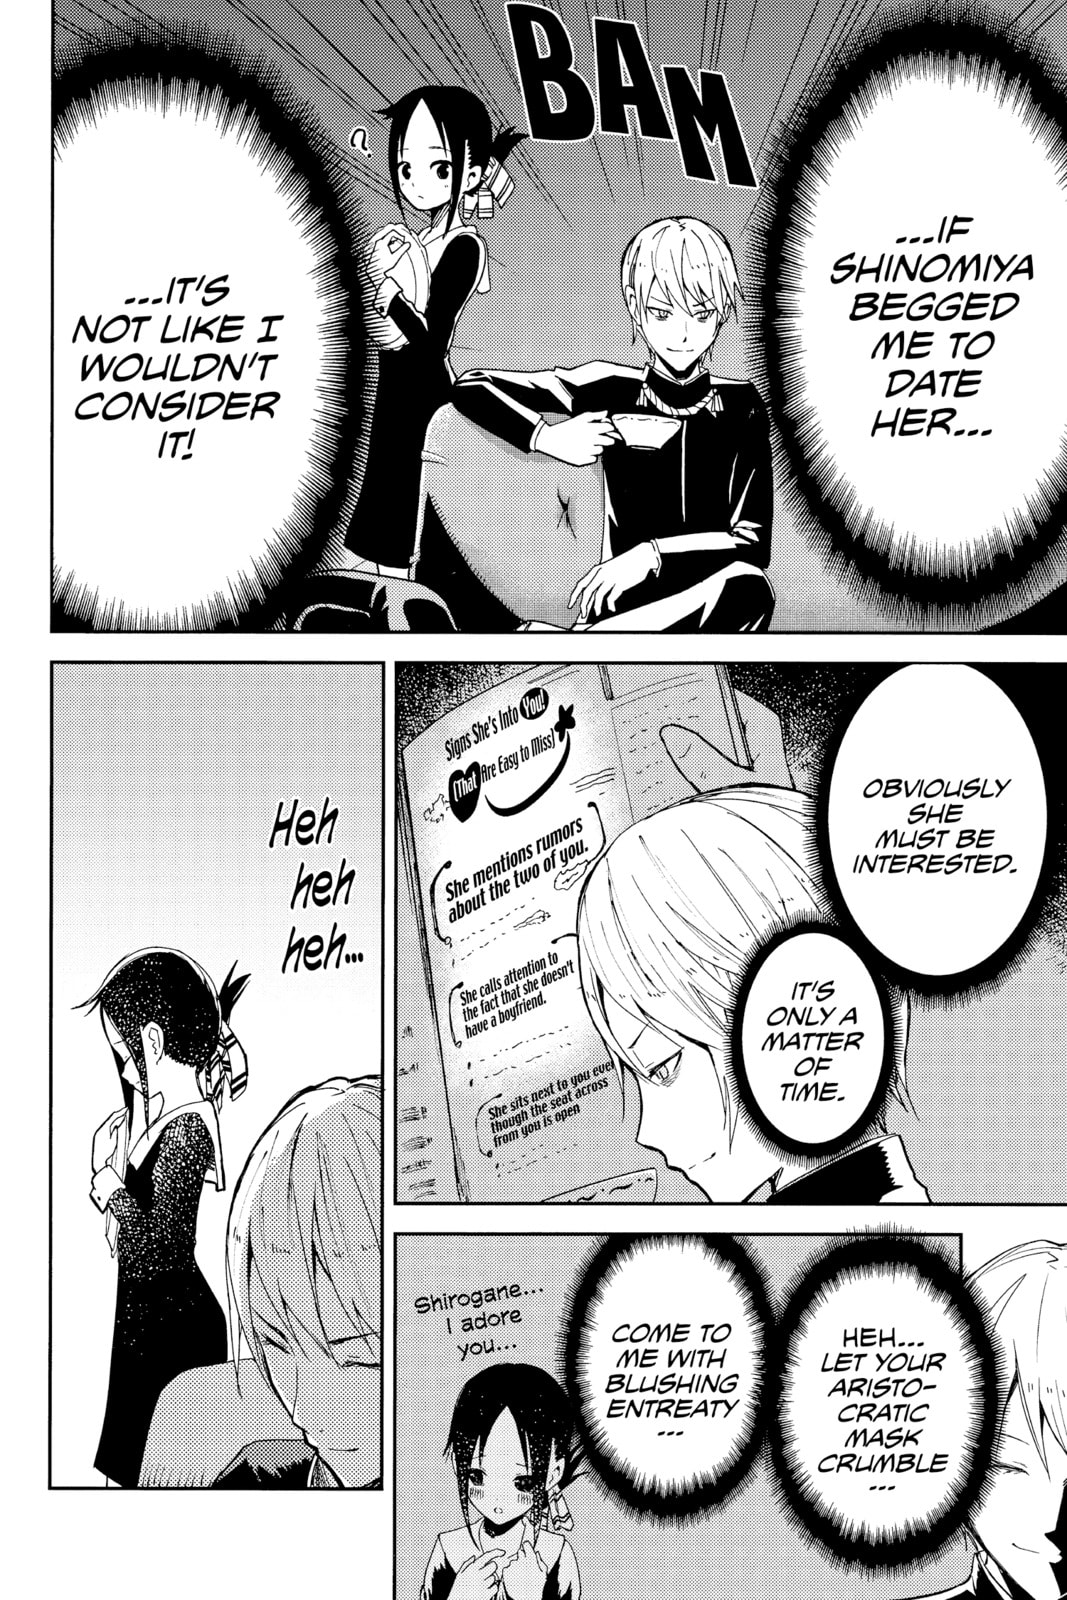 BAM
...IF
SHINOMIYA
BEGGED
ME TO
DATE
HER...
?
...IT'S
NOT LIKE I
WOULDN'T
CONSIDER
IT!
OBVIOUSLY
SHE
MUST BE
INTERESTED.
IT'S
ONLY A
MATTER
OF
TIME.
Signs She's Into You!
(That Are Easy to Miss)
She mentions rumors
about the two of you.
She calls attention to
the fact that she doesn't
have a boyfriend.
She sits next to you even
though the seat across
from you is open
Heh
heh
heh...
HEH...
LET YOUR
ARISTO-
CRATIC
MASK
CRUMBLE
...
COME TO
ME WITH
BLUSHING
ENTREATY
...
Shirogane...
I adore
you...